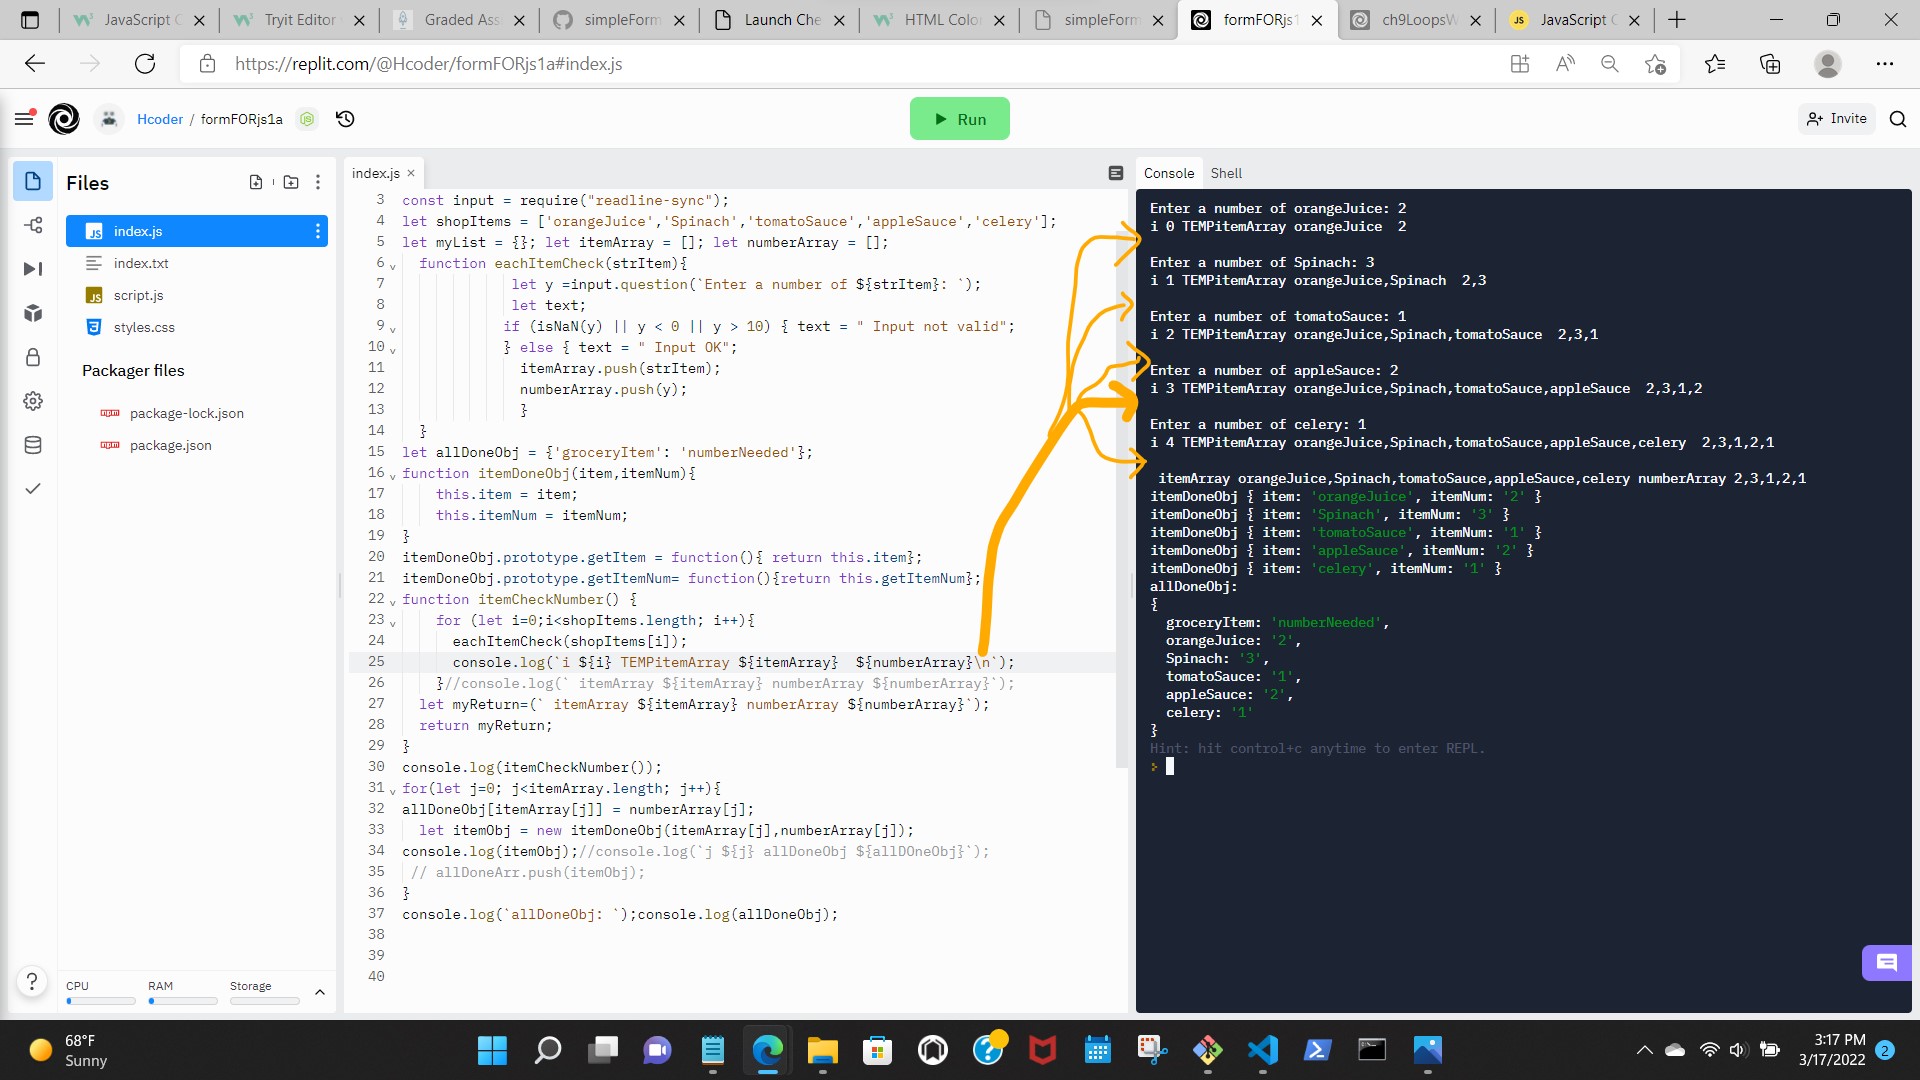 JavaScript C
Tryit Editor
Graded Ass
simpleForm
Launch Che
HTML Colo
simpleForm
formFORjs1
ch9LoopsW
JS JavaScript C
https://replit.com/@Hcoder/formFORjs1a#index.js
Hcoder / formFORjs1a
Run
Invite
Files
index.js
index.txt
script.js
styles.css
Packager files
package-lock.json
package.json
CPU RAM Storage
index.js
3 const input = require("readline-sync");
4 let shopItems = ['orangeJuice','Spinach','tomatoSauce','appleSauce','celery'];
5 let myList = {}; let itemArray = []; let numberArray = [];
6 function eachItemCheck(strItem){
7 let y =input.question(`Enter a number of ${strItem}: `);
8 let text;
9 if (isNaN(y) || y < 0 || y > 10) { text = " Input not valid";
10 } else { text = " Input OK";
11 itemArray.push(strItem);
12 numberArray.push(y);
13 }
14 }
15 let allDoneObj = {'groceryItem': 'numberNeeded'};
16 function itemDoneObj(item,itemNum){
17 this.item = item;
18 this.itemNum = itemNum;
19 }
20 itemDoneObj.prototype.getItem = function(){ return this.item};
21 itemDoneObj.prototype.getItemNum= function(){return this.getItemNum};
22 function itemCheckNumber() {
23 for (let i=0;i<shopItems.length; i++){
24 eachItemCheck(shopItems[i]);
25 console.log(`i ${i} TEMPitemArray ${itemArray}  ${numberArray}\n`);
26 }//console.log(` itemArray ${itemArray} numberArray ${numberArray}`);
27 let myReturn=(` itemArray ${itemArray} numberArray ${numberArray}`);
28 return myReturn;
29 }
30 console.log(itemCheckNumber());
31 for(let j=0; j<itemArray.length; j++){
32 allDoneObj[itemArray[j]] = numberArray[j];
33 let itemObj = new itemDoneObj(itemArray[j],numberArray[j]);
34 console.log(itemObj);//console.log(`j ${j} allDoneObj ${allDOneObj}`);
35 // allDoneArr.push(itemObj);
36 }
37 console.log(`allDoneObj: `);console.log(allDoneObj);
38
39
40
Console Shell
Enter a number of orangeJuice: 2
i 0 TEMPitemArray orangeJuice  2
Enter a number of Spinach: 3
i 1 TEMPitemArray orangeJuice,Spinach  2,3
Enter a number of tomatoSauce: 1
i 2 TEMPitemArray orangeJuice,Spinach,tomatoSauce  2,3,1
Enter a number of appleSauce: 2
i 3 TEMPitemArray orangeJuice,Spinach,tomatoSauce,appleSauce  2,3,1,2
Enter a number of celery: 1
i 4 TEMPitemArray orangeJuice,Spinach,tomatoSauce,appleSauce,celery  2,3,1,2,1
itemArray orangeJuice,Spinach,tomatoSauce,appleSauce,celery numberArray 2,3,1,2,1
itemDoneObj { item: 'orangeJuice', itemNum: '2' }
itemDoneObj { item: 'Spinach', itemNum: '3' }
itemDoneObj { item: 'tomatoSauce', itemNum: '1' }
itemDoneObj { item: 'appleSauce', itemNum: '2' }
itemDoneObj { item: 'celery', itemNum: '1' }
allDoneObj:
{
groceryItem: 'numberNeeded',
orangeJuice: '2',
Spinach: '3',
tomatoSauce: '1',
appleSauce: '2',
celery: '1'
}
Hint: hit control+c anytime to enter REPL.
68°F
Sunny
3:17 PM
3/17/2022
2